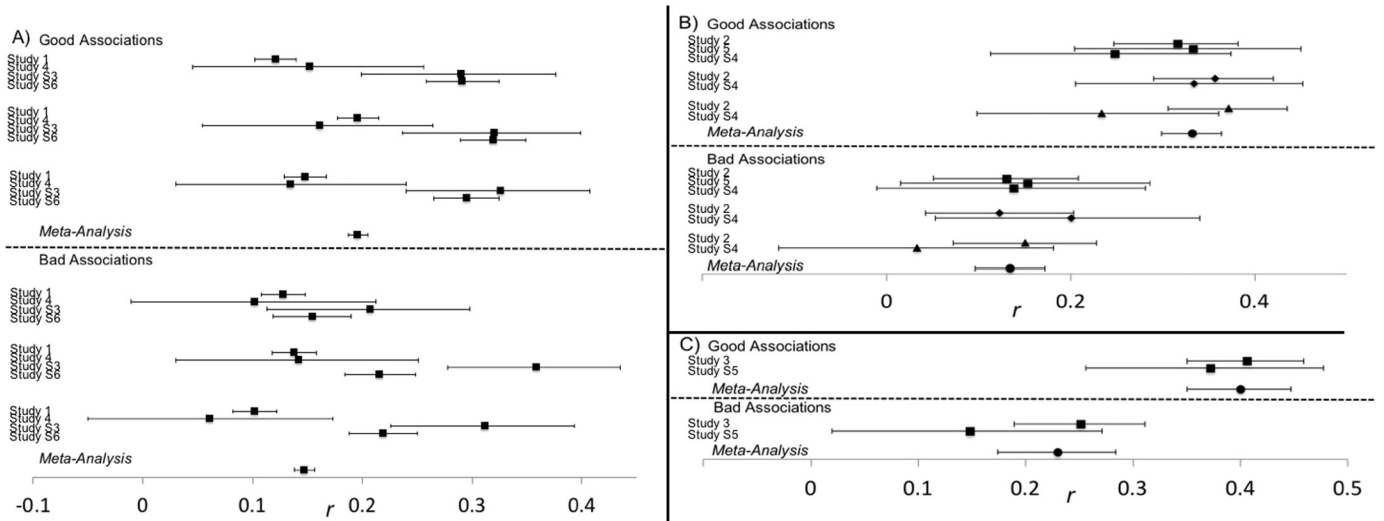 A) Good Associations
Study 1
Study 4
Study S3
Study S6
Study 1
Study 4
Study S3
Study S6
Study 1
Study 4
Study S3
Study S6
Meta-Analysis
Bad Associations
Study 1
Study 4
Study S3
Study S6
Study 1
Study 4
Study S3
Study S6
Study 1
Study 4
Study S3
Study S6
Meta-Analysis
-0.1 0 0.1 r 0.2 0.3 0.4
B) Good Associations
Study 2
Study 5
Study S4
Study 2
Study S4
Study 2
Study S4
Meta-Analysis
Bad Associations
Study 2
Study 5
Study S4
Study 2
Study S4
Study 2
Study S4
Meta-Analysis
0 r 0.2 0.4
C) Good Associations
Study 3
Study S5
Meta-Analysis
Bad Associations
Study 3
Study S5
Meta-Analysis
0 0.1 0.2 r 0.3 0.4 0.5